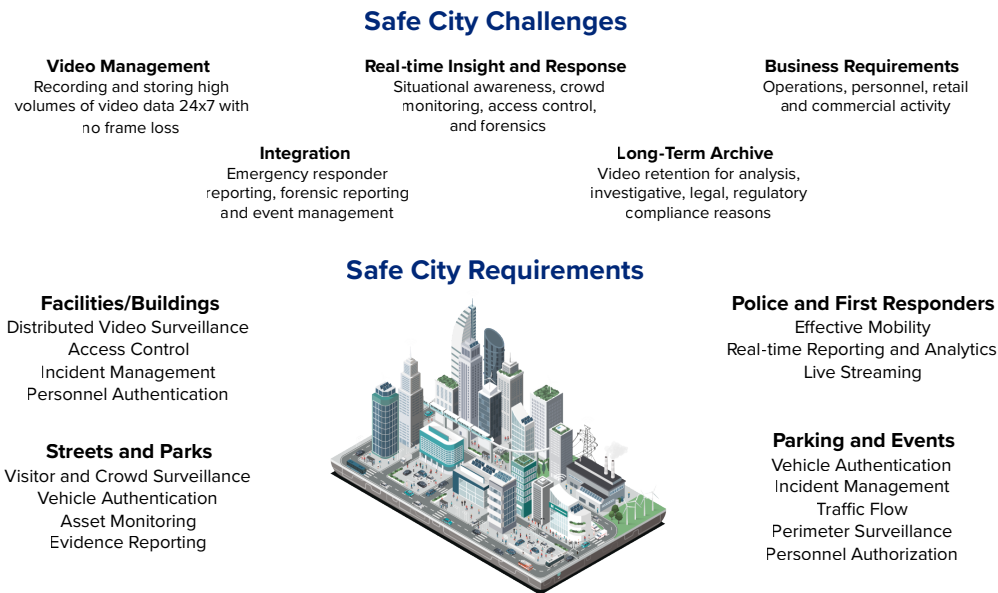 Safe City Challenges
Video Management
Recording and storing high
volumes of video data 24x7 with
no frame loss
Real-time Insight and Response
Situational awareness, crowd
monitoring, access control,
and forensics
Business Requirements
Operations, personnel, retail
and commercial activity
Integration
Emergency responder
reporting, forensic reporting
and event management
Long-Term Archive
Video retention for analysis,
investigative, legal, regulatory
compliance reasons
Safe City Requirements
Facilities/Buildings
Distributed Video Surveillance
Access Control
Incident Management
Personnel Authentication
Police and First Responders
Effective Mobility
Real-time Reporting and Analytics
Live Streaming
Streets and Parks
Visitor and Crowd Surveillance
Vehicle Authentication
Asset Monitoring
Evidence Reporting
Parking and Events
Vehicle Authentication
Incident Management
Traffic Flow
Perimeter Surveillance
Personnel Authorization